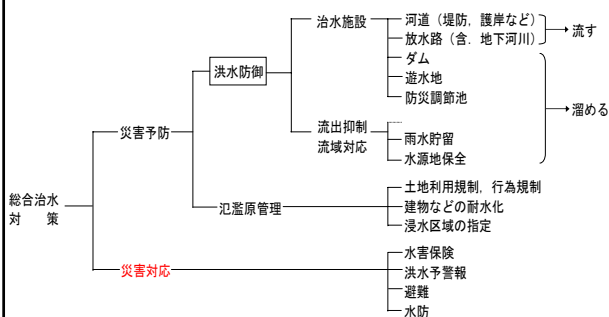 治水施設
河道（堤防，護岸など）
放水路（含．地下河川）
流す
ダム
遊水地
防災調節池
洪水防御
溜める
流出抑制
流域対応
雨水貯留
水源地保全
災害予防
氾濫原管理
土地利用規制，行為規制
建物などの耐水化
浸水区域の指定
総合治水
対　策
災害対応
水害保険
洪水予警報
避難
水防